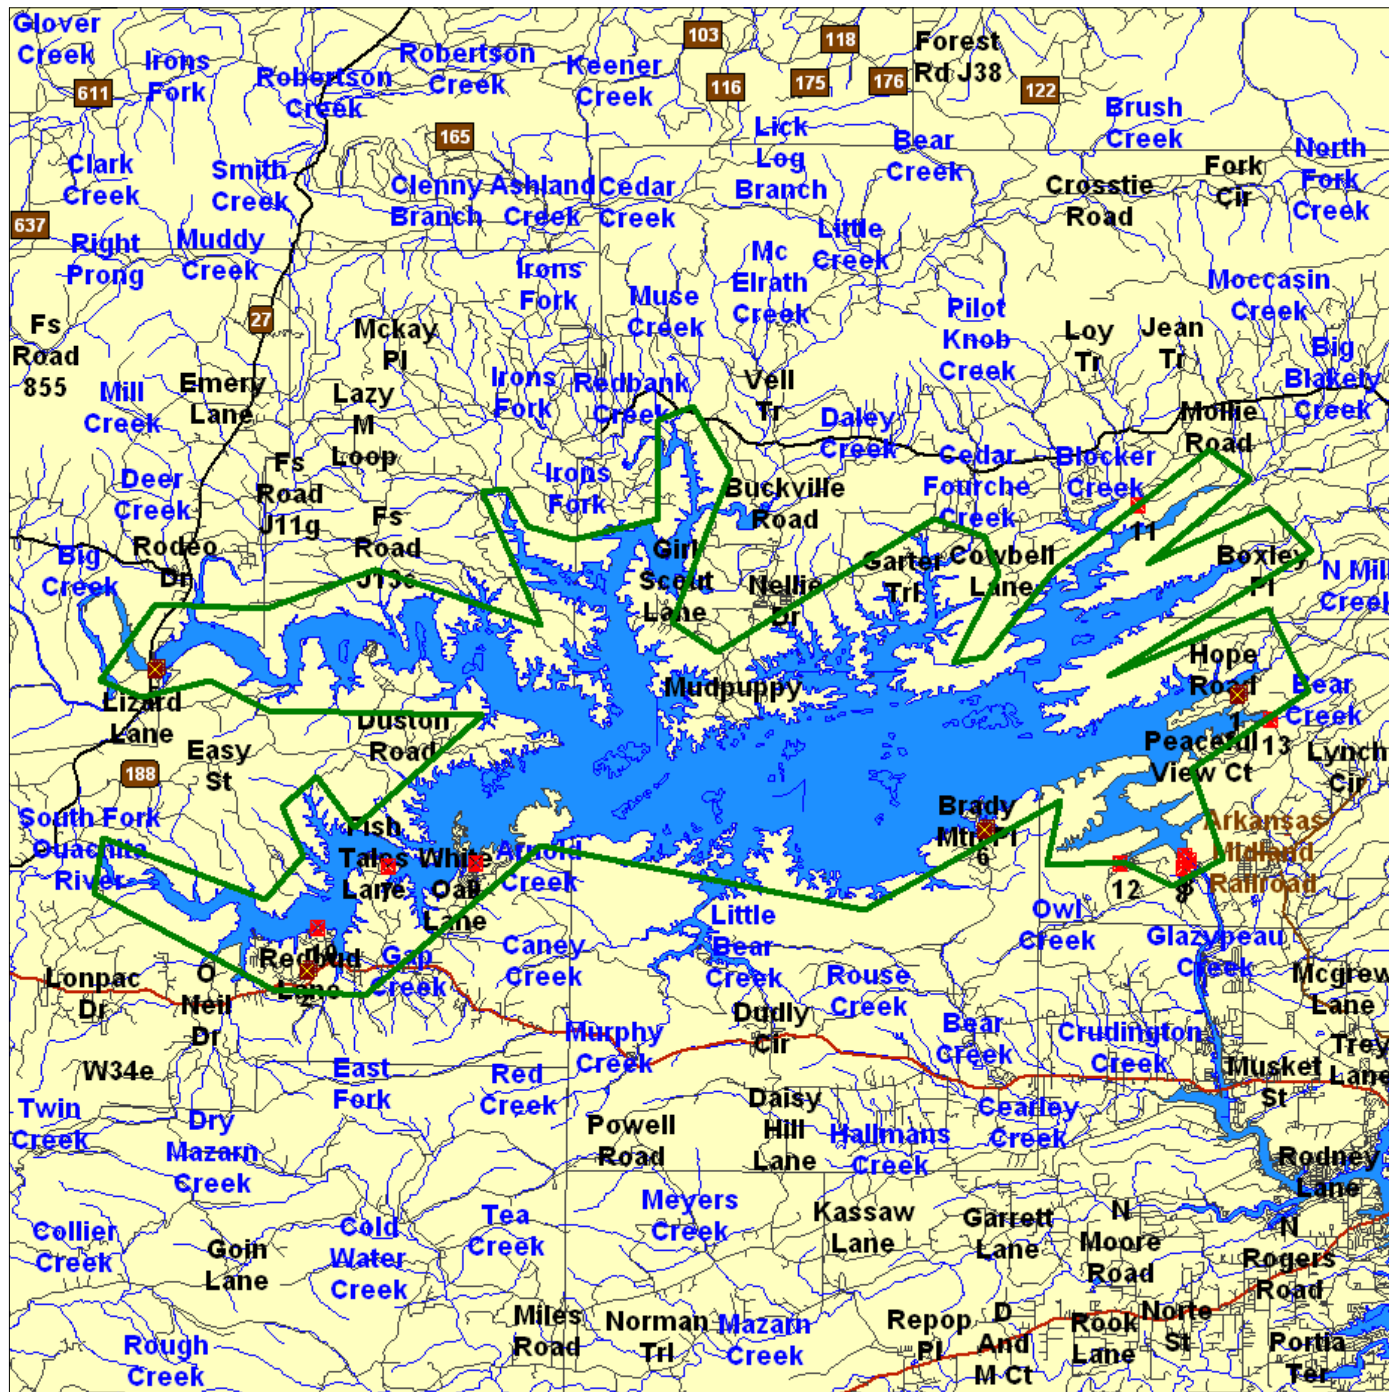 Glover
Creek
Irons
Fork
Robertson
Creek
Robertson
Creek
Keener
Creek
103
118
Forest
Rd J38
611
116
175
176
122
Brush
Creek
165
Lick
Log
Branch
Bear
Creek
North
Fork
Creek
Clark
Creek
Smith
Creek
Clenny
Branch
Ashland
Creek
Cedar
Creek
Crosstie
Road
Fork
Cir
637
Right
Prong
Muddy
Creek
Little
Creek
Mc
Elrath
Creek
Irons
Fork
Muse
Creek
Moccasin
Creek
Pilot
Knob
Creek
Fs
Road
855
27
Mckay
Pl
Loy
Tr
Jean
Tr
Big
Blakely
Creek
Mill
Creek
Emery
Lane
Lazy
M
Loop
Irons
Fork
Redbank
Creek
Vell
Tr
Daley
Creek
Mollie
Road
Deer
Creek
Fs
Road
J11g
Irons
Fork
Buckville
Road
Cedar
Fourche
Creek
Blocker
Creek
11
Big
Creek
Rodeo
Dr
Fs
Road
Girl
Scout
Lane
Nellie
Dr
Garter
Trl
Cowbell
Lane
Boxley
Pl
N Mill
Creek
Mudpuppy
Hope
Road
1
Bear
Creek
13
Lizard
Lane
Duston
Road
Easy
St
188
Peaceful
View Ct
Lynch
Cir
South Fork
Ouachita
River
Fish
Tales
Lane
7
White
Oak
Lane
Arnold
Creek
Brady
Mtn Pl
6
Arkansas
Midland
Railroad
12
Owl
Creek
Little
Bear
Creek
Glazypeau
Creek
Lonpac
Dr
O
Neil
Dr
Redbud
Lane
Gap
Creek
Caney
Creek
Rouse
Creek
Mcgrew
Lane
W34e
East
Fork
Murphy
Creek
Dudly
Cir
Bear
Creek
Crudington
Creek
Trey
Lane
Red
Creek
Musket
St
Twin
Creek
Dry
Mazarn
Creek
Powell
Road
Daisy
Hill
Lane
Hallmans
Creek
Cearley
Creek
Rodney
Lane
Collier
Creek
Goin
Lane
Cold
Water
Creek
Tea
Creek
Meyers
Creek
Kassaw
Lane
Garrett
Lane
N
Moore
Road
N
Rogers
Road
Rough
Creek
Miles
Road
Norman
Trl
Mazarn
Creek
Repop
Pl
D
And
M Ct
Rook
Lane
Norte
St
Portia
Ter